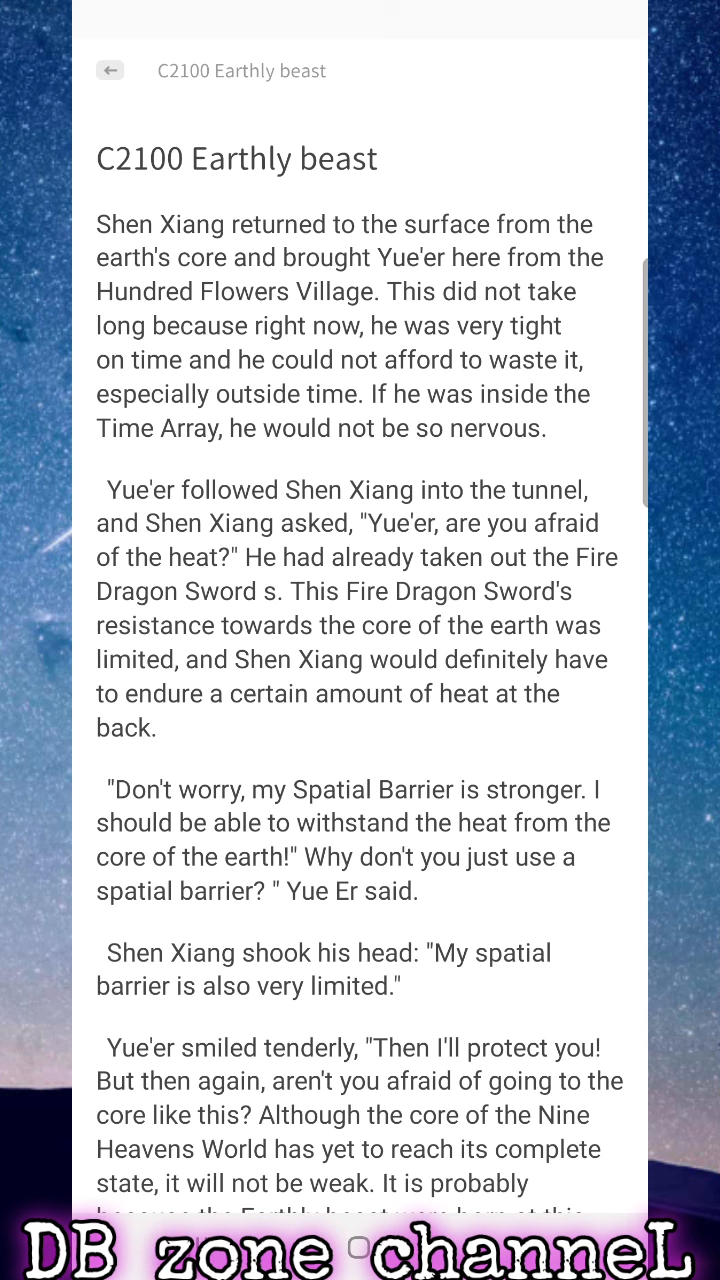 C2100 Earthly beast
C2100 Earthly beast
Shen Xiang returned to the surface from the
earth's core and brought Yue'er here from the
Hundred Flowers Village. This did not take
long because right now, he was very tight
on time and he could not afford to waste it,
especially outside time. If he was inside the
Time Array, he would not be so nervous.
Yue'er followed Shen Xiang into the tunnel,
and Shen Xiang asked, "Yue'er, are you afraid
of the heat?" He had already taken out the Fire
Dragon Sword s. This Fire Dragon Sword's
resistance towards the core of the earth was
limited, and Shen Xiang would definitely have
to endure a certain amount of heat at the
back.
"Don't worry, my Spatial Barrier is stronger. I
should be able to withstand the heat from the
core of the earth!" Why don't you just use a
spatial barrier? " Yue Er said.
Shen Xiang shook his head: "My spatial
barrier is also very limited."
Yue'er smiled tenderly, "Then I'll protect you!
But then again, aren't you afraid of going to the
core like this? Although the core of the Nine
Heavens World has yet to reach its complete
state, it will not be weak. It is probably
DB zone channeL